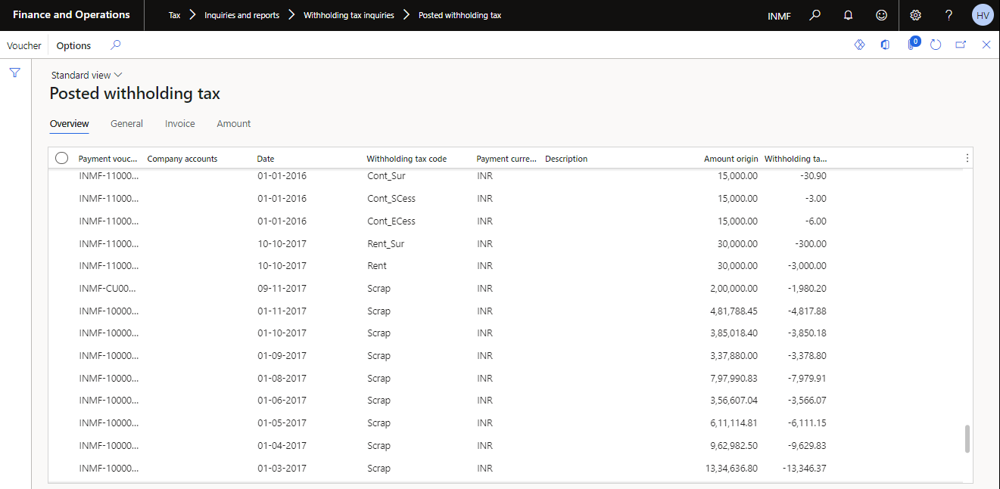 Finance and Operations Tax Inquiries and reports Withholding tax inquiries Posted withholding tax INMF ? HV
Voucher Options 0
Standard view
Posted withholding tax
Overview General Invoice Amount
Payment vouc... Company accounts Date Withholding tax code Payment curre... Description Amount origin Withholding ta...
INMF-11000... 01-01-2016 Cont_Sur INR 15,000.00 -30.90
INMF-11000... 01-01-2016 Cont_SCess INR 15,000.00 -3.00
INMF-11000... 01-01-2016 Cont_ECess INR 15,000.00 -6.00
INMF-11000... 10-10-2017 Rent_Sur INR 30,000.00 -300.00
INMF-11000... 10-10-2017 Rent INR 30,000.00 -3,000.00
INMF-CU00... 09-11-2017 Scrap INR 2,00,000.00 -1,980.20
INMF-10000... 01-11-2017 Scrap INR 4,81,788.45 -4,817.88
INMF-10000... 01-10-2017 Scrap INR 3,85,018.40 -3,850.18
INMF-10000... 01-09-2017 Scrap INR 3,37,880.00 -3,378.80
INMF-10000... 01-08-2017 Scrap INR 7,97,990.83 -7,979.91
INMF-10000... 01-06-2017 Scrap INR 3,56,607.04 -3,566.07
INMF-10000... 01-05-2017 Scrap INR 6,11,114.81 -6,111.15
INMF-10000... 01-04-2017 Scrap INR 9,62,982.50 -9,629.83
INMF-10000... 01-03-2017 Scrap INR 13,34,636.80 -13,346.37